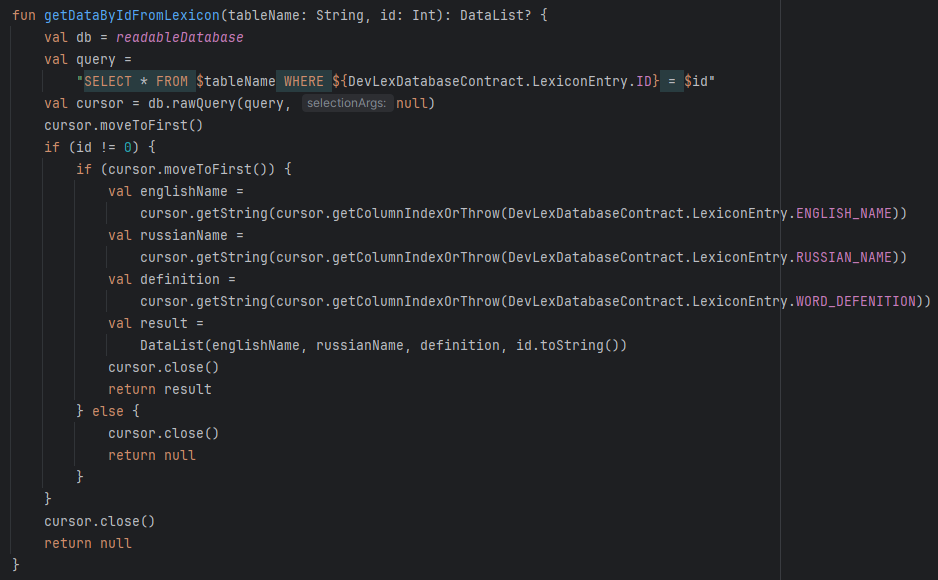 fun getDataByIdFromLexicon(tableName: String, id: Int): DataList? {
    val db = readableDatabase
    val query =
        "SELECT * FROM $tableName WHERE ${DevLexDatabaseContract.LexiconEntry.ID} = $id"
    val cursor = db.rawQuery(query, selectionArgs: null)
    cursor.moveToFirst()
    if (id != 0) {
        if (cursor.moveToFirst()) {
            val englishName =
                cursor.getString(cursor.getColumnIndexOrThrow(DevLexDatabaseContract.LexiconEntry.ENGLISH_NAME))
            val russianName =
                cursor.getString(cursor.getColumnIndexOrThrow(DevLexDatabaseContract.LexiconEntry.RUSSIAN_NAME))
            val definition =
                cursor.getString(cursor.getColumnIndexOrThrow(DevLexDatabaseContract.LexiconEntry.WORD_DEFENITION))
            val result =
                DataList(englishName, russianName, definition, id.toString())
            cursor.close()
            return result
        } else {
            cursor.close()
            return null
        }
    }
    cursor.close()
    return null
}